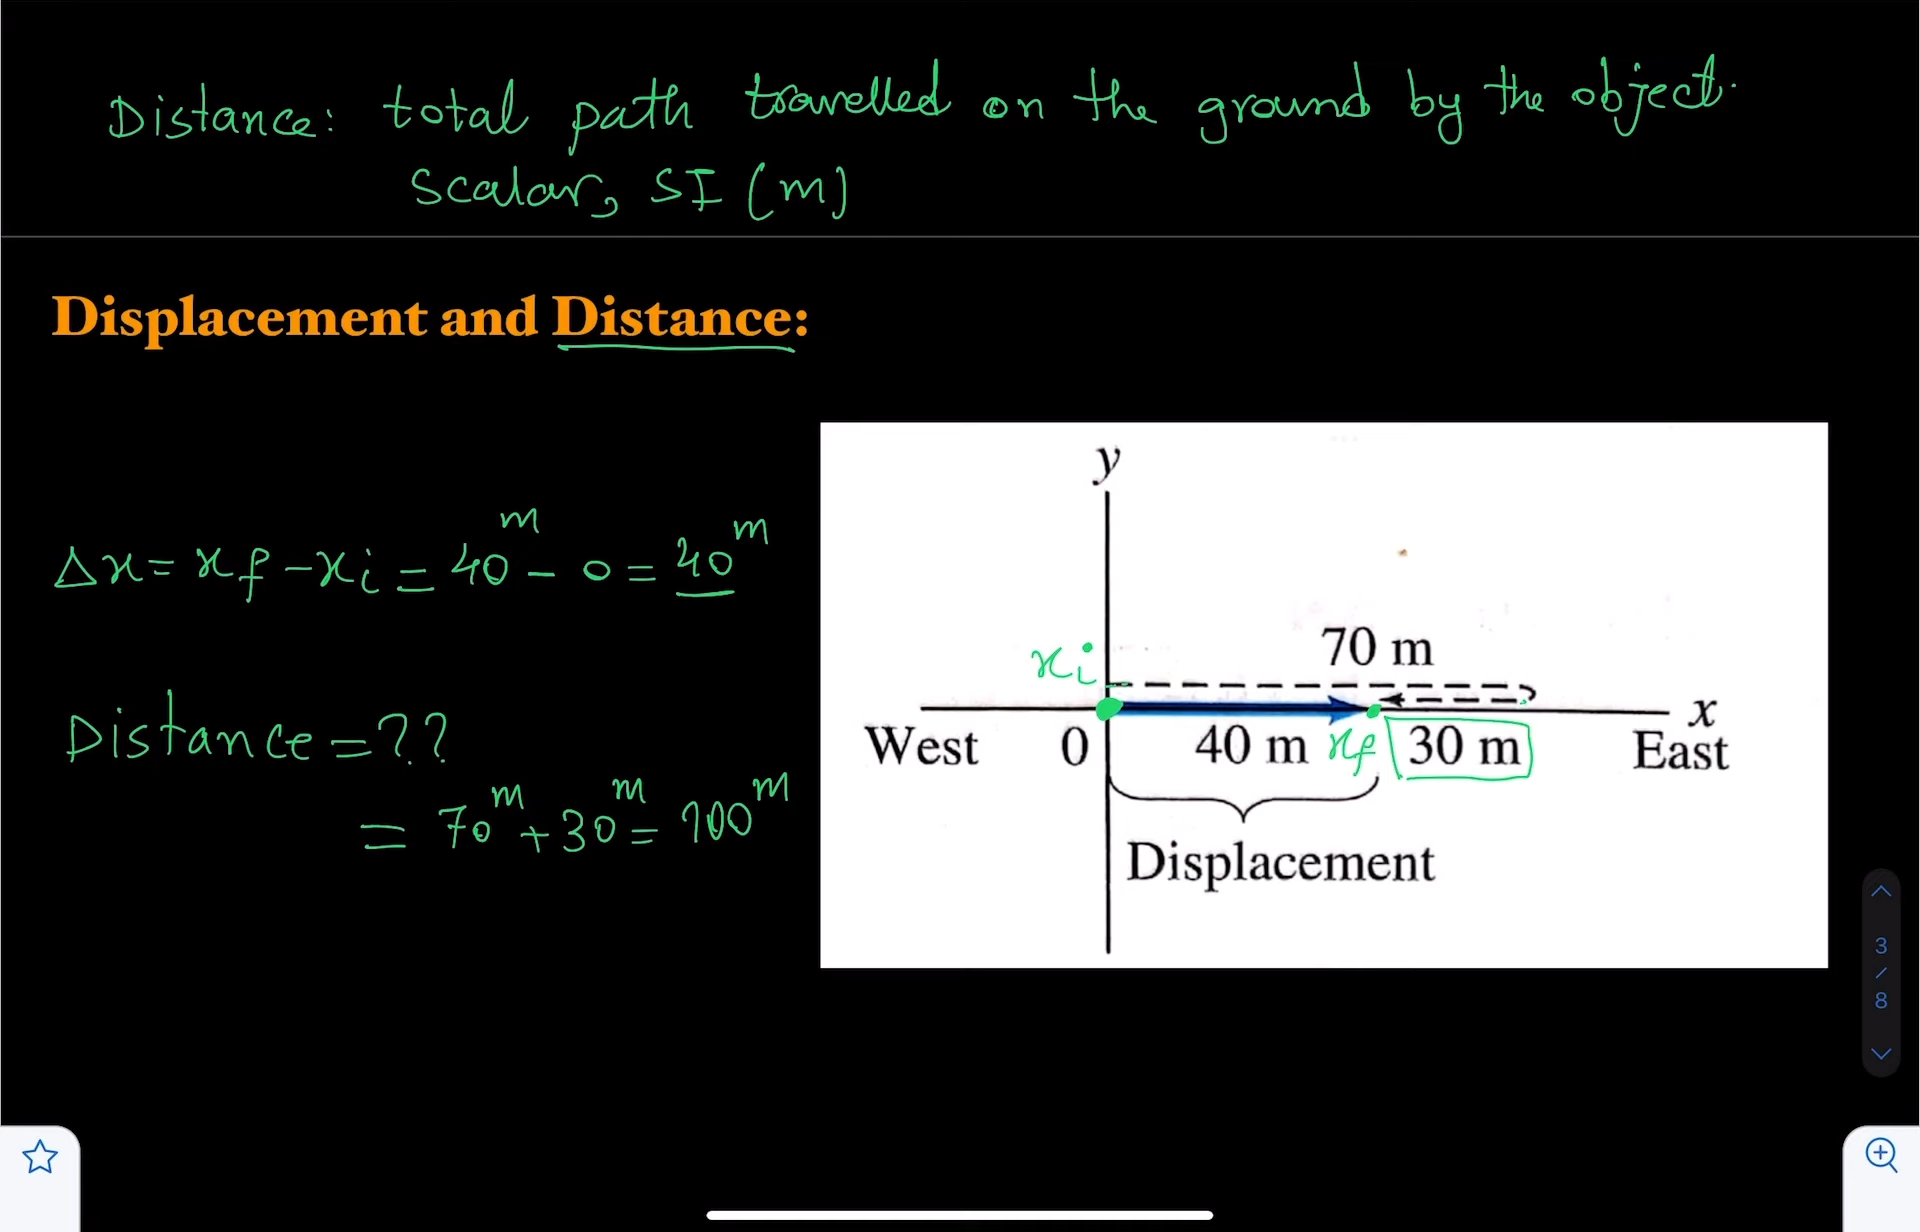 Distance: total path travelled on the ground by the object.
Scalar, SI (m)
Displacement and Distance:
Δx = xf - xi = 40m - 0 = 40m
Distance = ??
= 70m + 30m = 100m
y
70 m
xi
x
West 0 40 m xf 30 m East
Displacement
3
/
8